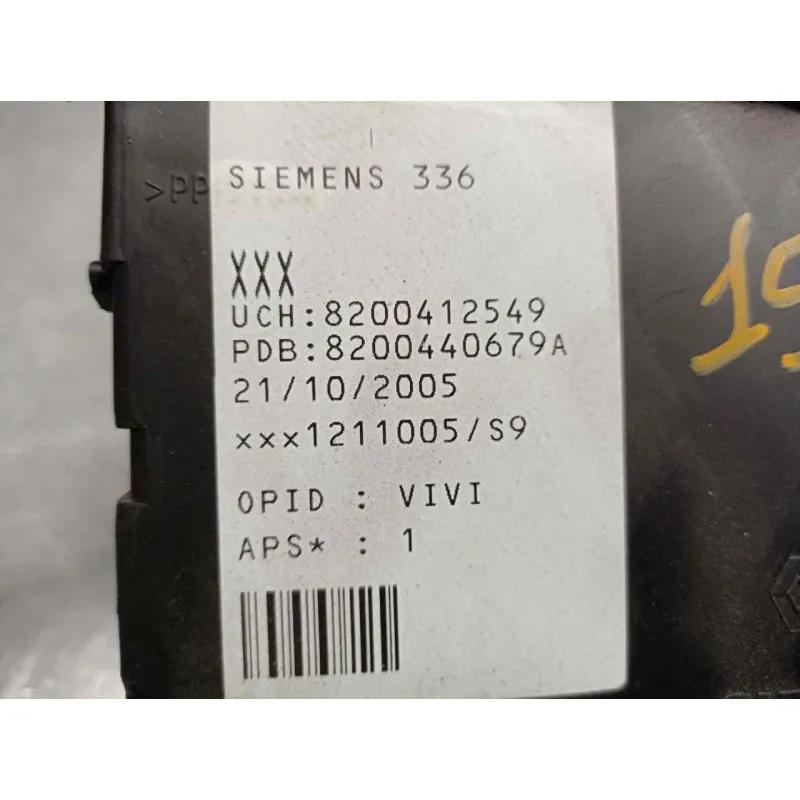 >PP
SIEMENS 336
XXX
UCH:8200412549
PDB:8200440679A
21/10/2005
xxx1211005/S9
OPID : VIVI
APS* : 1